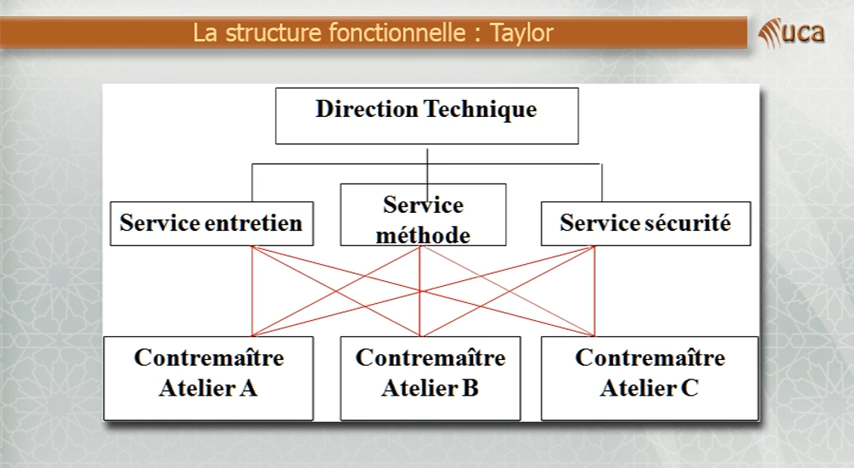 La structure fonctionnelle : Taylor
uca
Direction Technique
Service entretien
Service
méthode
Service sécurité
Contremaître
Atelier A
Contremaître
Atelier B
Contremaître
Atelier C